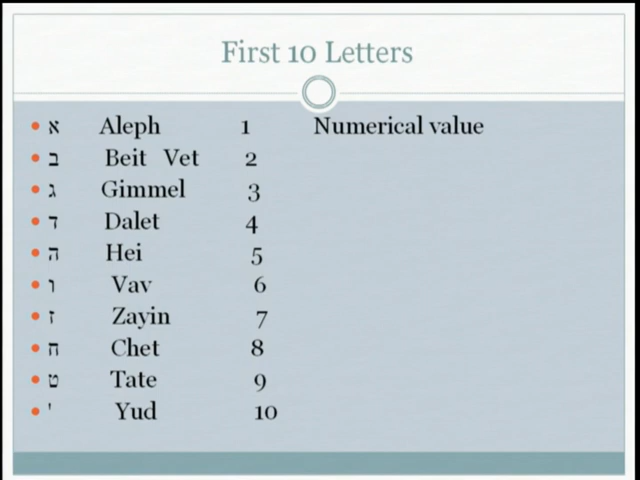 First 10 Letters
א Aleph 1 Numerical value
ב Beit Vet 2
ג Gimmel 3
ד Dalet 4
ה Hei 5
ו Vav 6
ז Zayin 7
ח Chet 8
ט Tate 9
י Yud 10